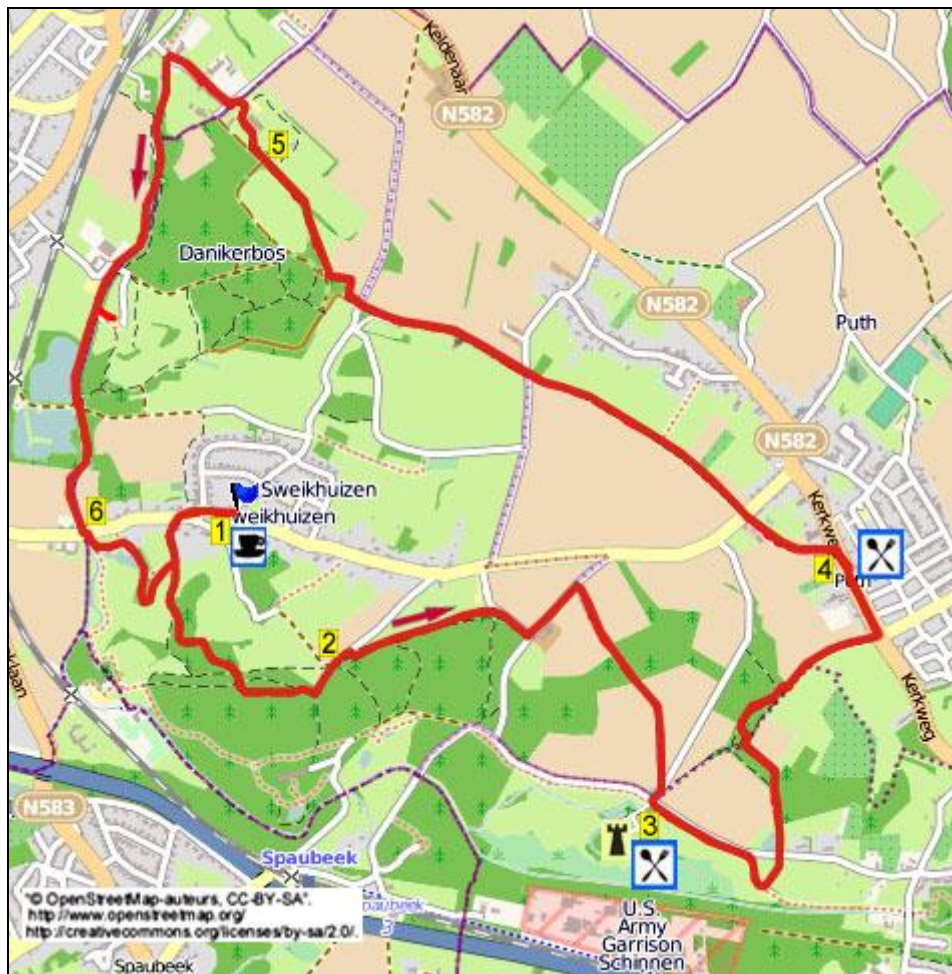 Keldenaar
N582
5
Danikerbos
N582
Puth
N582
Sweikhuizen
weikhuizen
6
1
Kerkwe
4
Puth
2
Kerkweg
N583
3
Spaubeek
"© OpenStreetMap-auteurs, CC-BY-SA".
http://www.openstreetmap.org/
http://creativecommons.org/licenses/by-sa/2.0/.
paubeek
U.S.
Army
Garrison
Schinnen
Spaubeek